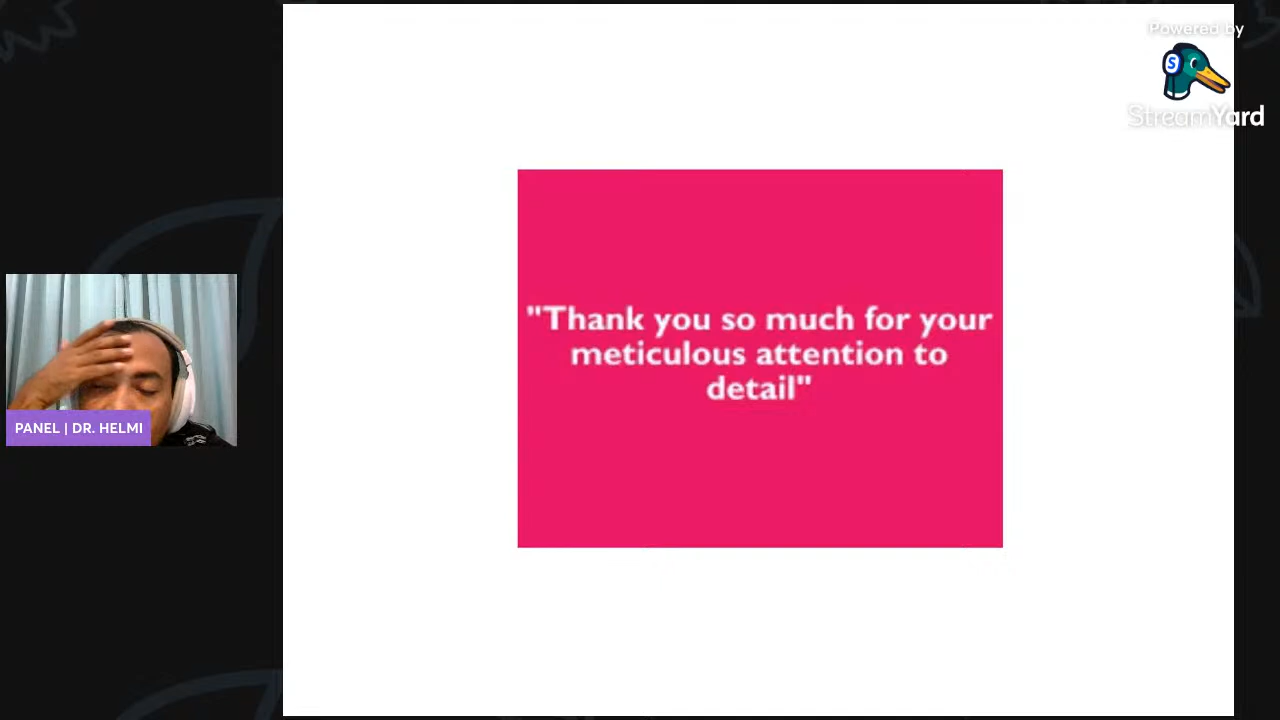 Powered by
S
StreamYard
"Thank you so much for your
meticulous attention to
detail"
PANEL | DR. HELMI